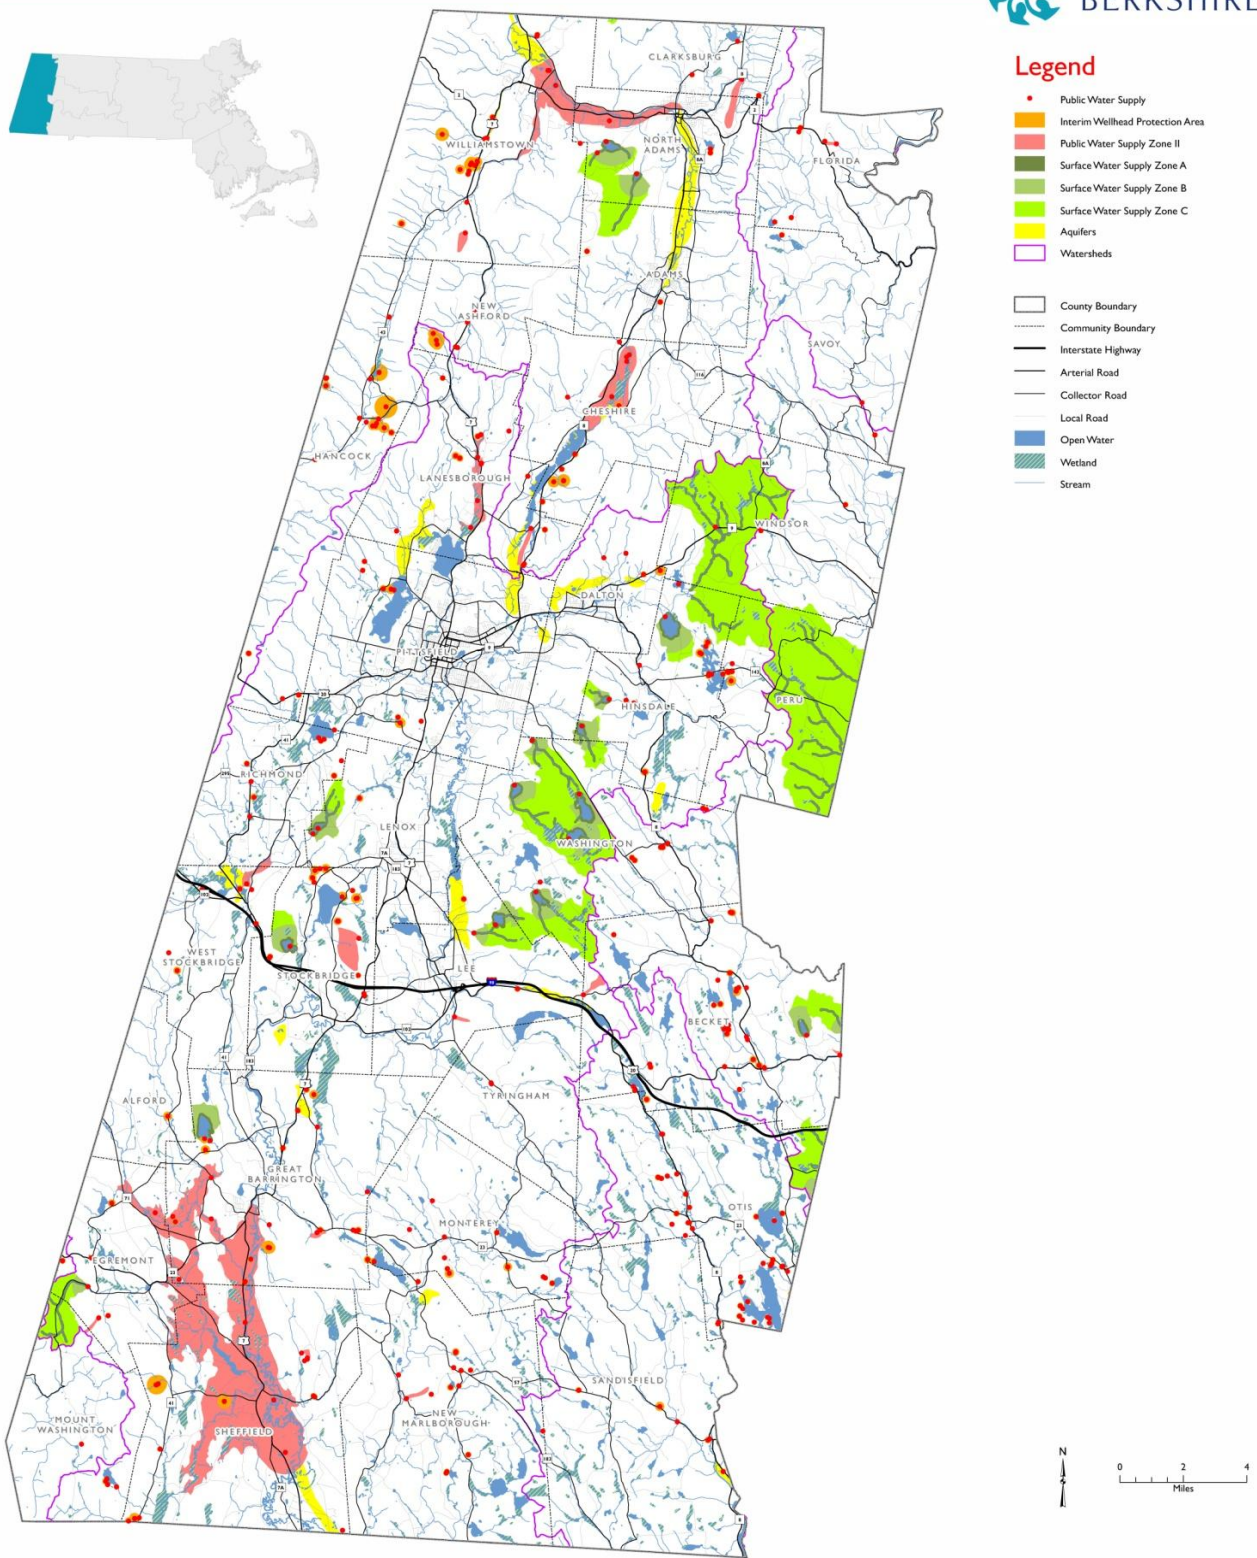 BERKSHIRE
Legend
Public Water Supply
Interim Wellhead Protection Area
Public Water Supply Zone II
Surface Water Supply Zone A
Surface Water Supply Zone B
Surface Water Supply Zone C
Aquifers
Watersheds
County Boundary
Community Boundary
Interstate Highway
Arterial Road
Collector Road
Local Road
Open Water
Wetland
Stream
CLARKSBURG
WILLIAMSTOWN
NORTH
ADAMS
FLORIDA
ADAMS
NEW
ASHFORD
SAVOY
CHESHIRE
HANCOCK
LANESBOROUGH
WINDSOR
DALTON
PITTSFIELD
PERU
HINSDALE
RICHMOND
LENOX
WASHINGTON
WEST
STOCKBRIDGE
STOCKBRIDGE
LEE
BECKET
ALFORD
TYRINGHAM
GREAT
BARRINGTON
OTIS
MONTEREY
EGREMONT
SANDISFIELD
MOUNT
WASHINGTON
NEW
MARLBOROUGH
SHEFFIELD
N
0 2 4
Miles